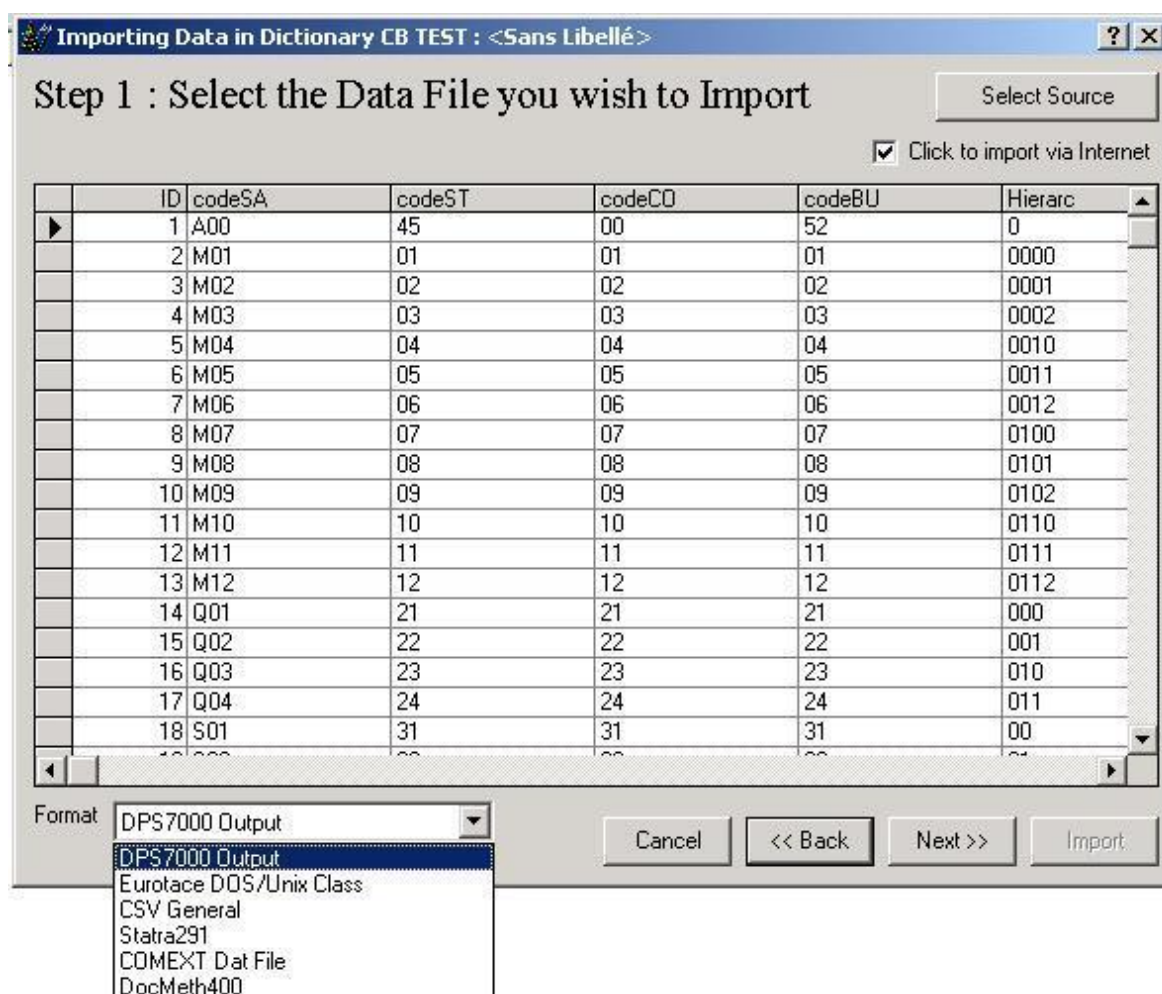 Importing Data in Dictionary CB TEST : <Sans Libellé>
Step 1 : Select the Data File you wish to Import
Select Source
Click to import via Internet
ID codeSA codeST codeCO codeBU Hierarc
1 A00 45 00 52 0
2 M01 01 01 01 0000
3 M02 02 02 02 0001
4 M03 03 03 03 0002
5 M04 04 04 04 0010
6 M05 05 05 05 0011
7 M06 06 06 06 0012
8 M07 07 07 07 0100
9 M08 08 08 08 0101
10 M09 09 09 09 0102
11 M10 10 10 10 0110
12 M11 11 11 11 0111
13 M12 12 12 12 0112
14 Q01 21 21 21 000
15 Q02 22 22 22 001
16 Q03 23 23 23 010
17 Q04 24 24 24 011
18 S01 31 31 31 00
Format DPS7000 Output
Cancel << Back Next >> Import
DPS7000 Output
Eurotace DOS/Unix Class
CSV General
Statra291
COMEXT Dat File
DocMeth400